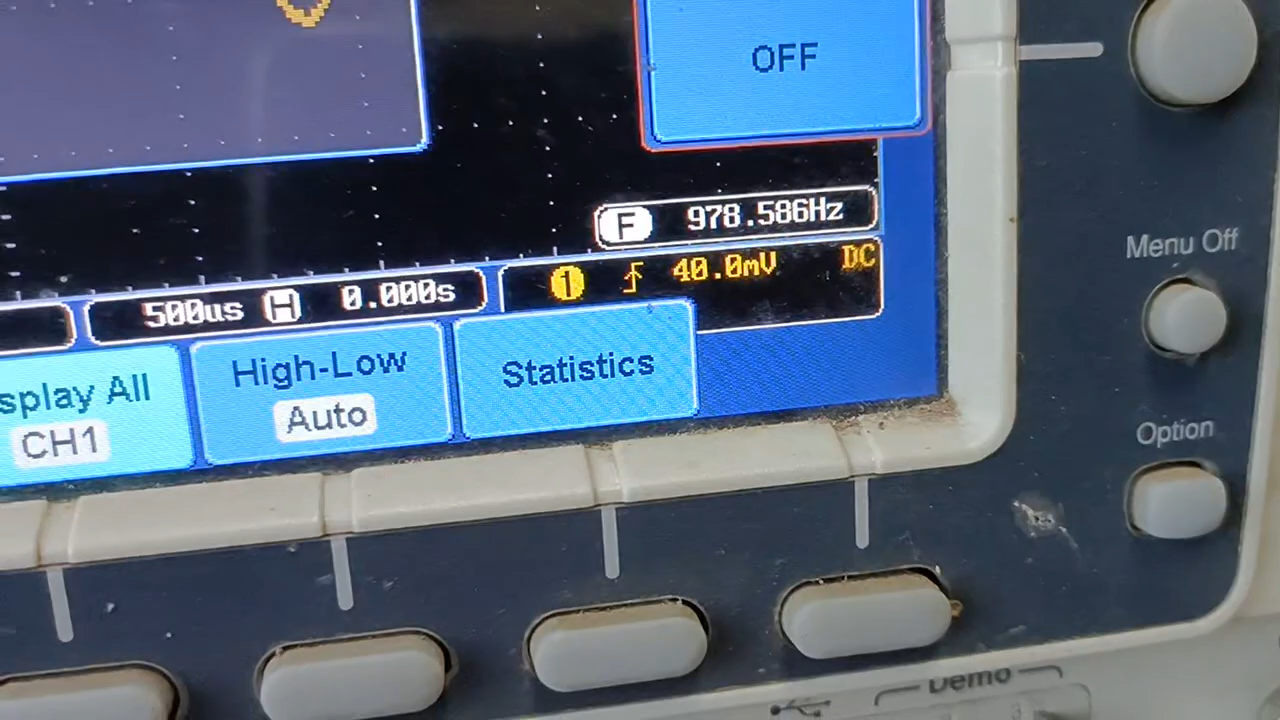 OFF
F 978.586Hz
1 40.0mV DC
500us H 0.000s
splay All
CH1
High-Low
Auto
Statistics
Menu Off
Option
Demo